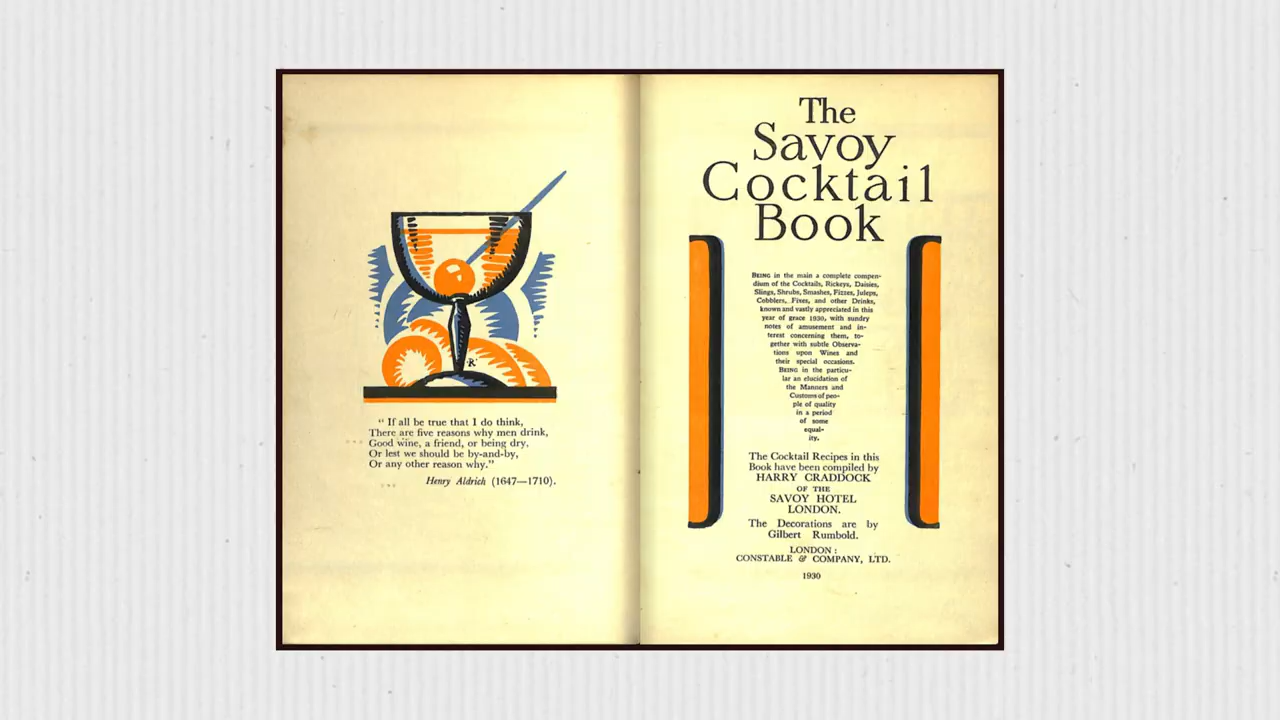 'R'
" If all be true that I do think,
There are five reasons why men drink,
Good wine, a friend, or being dry,
Or lest we should be by-and-by,
Or any other reason why."
Henry Aldrich (1647—1710).
The
Savoy
Cocktail
Book
BEING in the main a complete compen-
dium of the Cocktails, Rickeys, Daisies,
Slings, Shrubs, Smashes, Fizzes, Juleps,
Cobblers, Fixes, and other Drinks,
known and vastly appreciated in this
year of grace 1930, with sundry
notes of amusement and in-
terest concerning them, to-
gether with subtle Observa-
tions upon Wines and
their special occasions.
BEING in the particu-
lar an elucidation of
the Manners and
Customs of peo-
ple of quality
in a period
of some
equal-
ity.
The Cocktail Recipes in this
Book have been compiled by
HARRY CRADDOCK
OF THE
SAVOY HOTEL
LONDON.
The Decorations are by
Gilbert Rumbold.
LONDON :
CONSTABLE & COMPANY, LTD.
1930